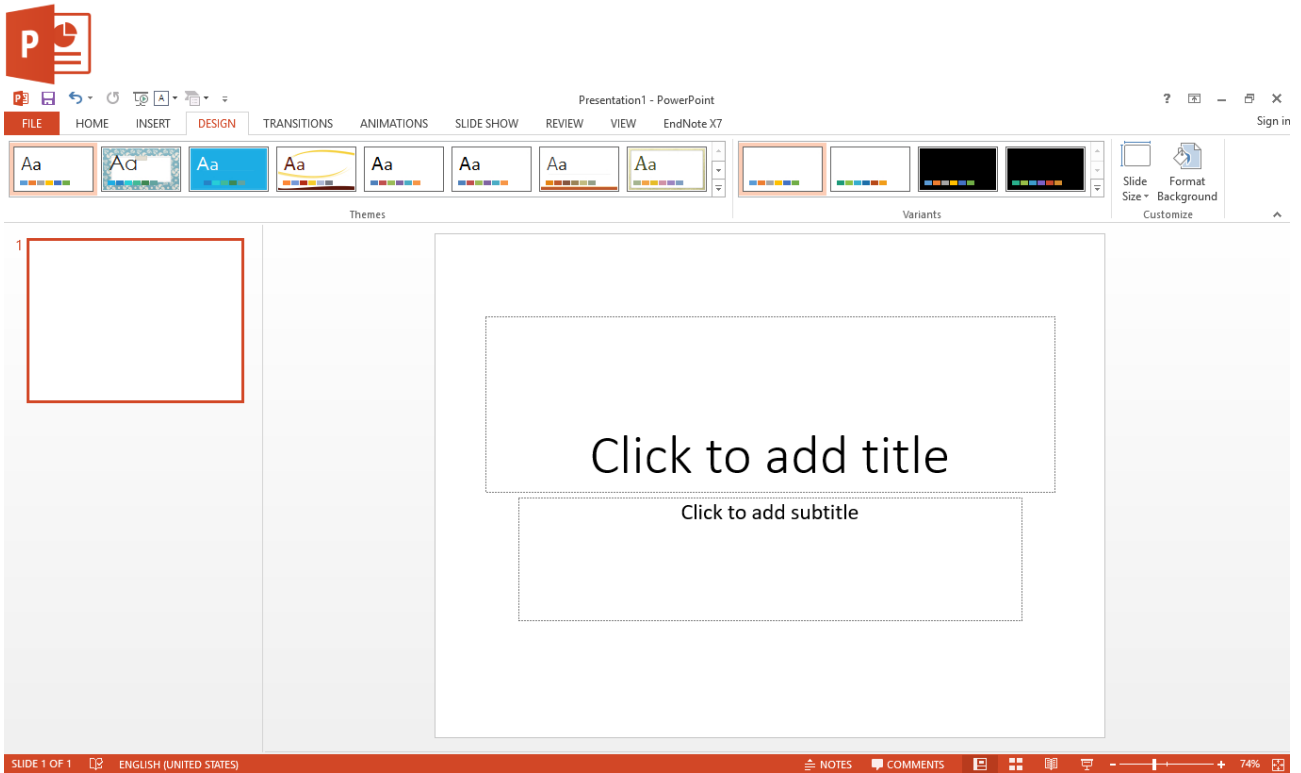 P
Presentation1 - PowerPoint
?
FILE HOME INSERT DESIGN TRANSITIONS ANIMATIONS SLIDE SHOW REVIEW VIEW EndNote X7 Sign in
Aa Aa Aa Aa Aa Aa Aa Aa
Slide Size
Format Background
Themes Variants Customize
1
Click to add title
Click to add subtitle
SLIDE 1 OF 1 ENGLISH (UNITED STATES) NOTES COMMENTS - + 74%